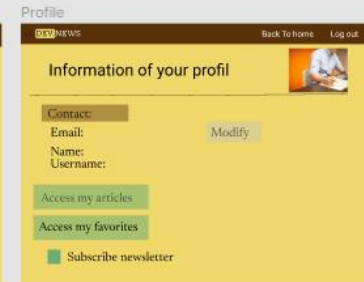 Profile
DEV NEWS Back To home Log out
Information of your profil
Contact:
Email:
Modify
Name:
Username:
Access my articles
Access my favorites
Subscribe newsletter